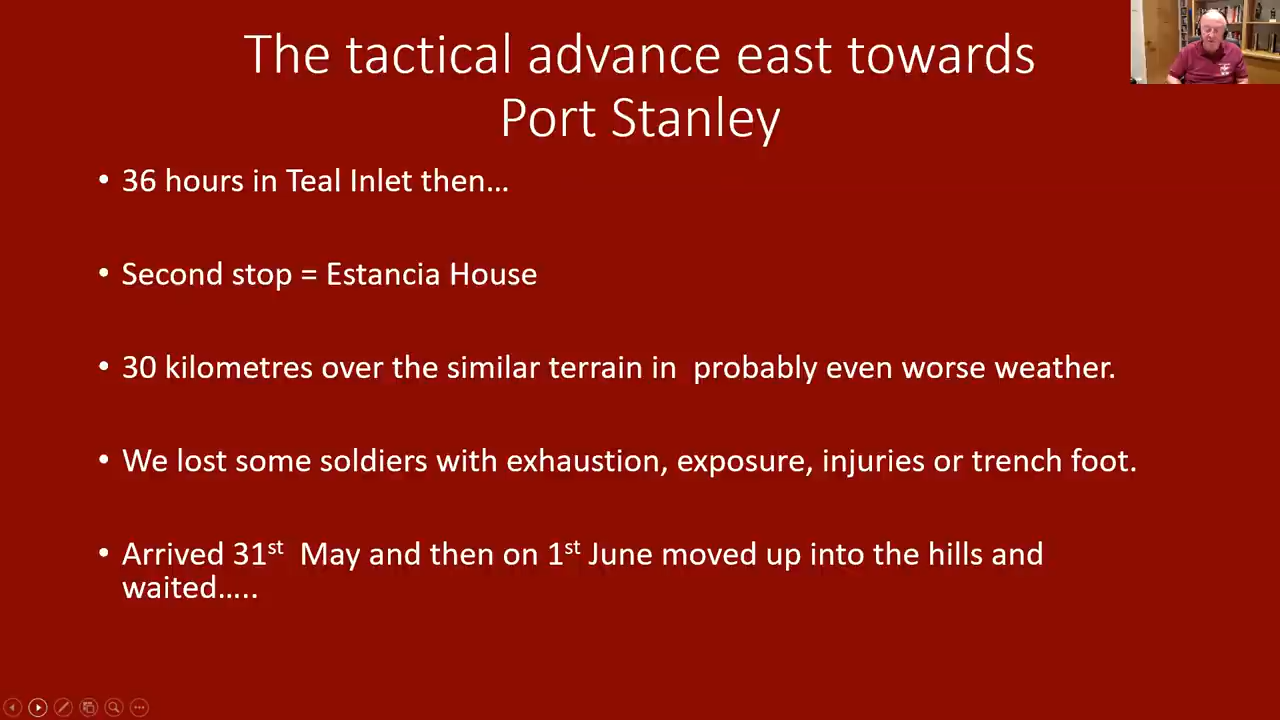 The tactical advance east towards
Port Stanley
• 36 hours in Teal Inlet then…
• Second stop = Estancia House
• 30 kilometres over the similar terrain in  probably even worse weather.
• We lost some soldiers with exhaustion, exposure, injuries or trench foot.
• Arrived 31st  May and then on 1st June moved up into the hills and
waited…..